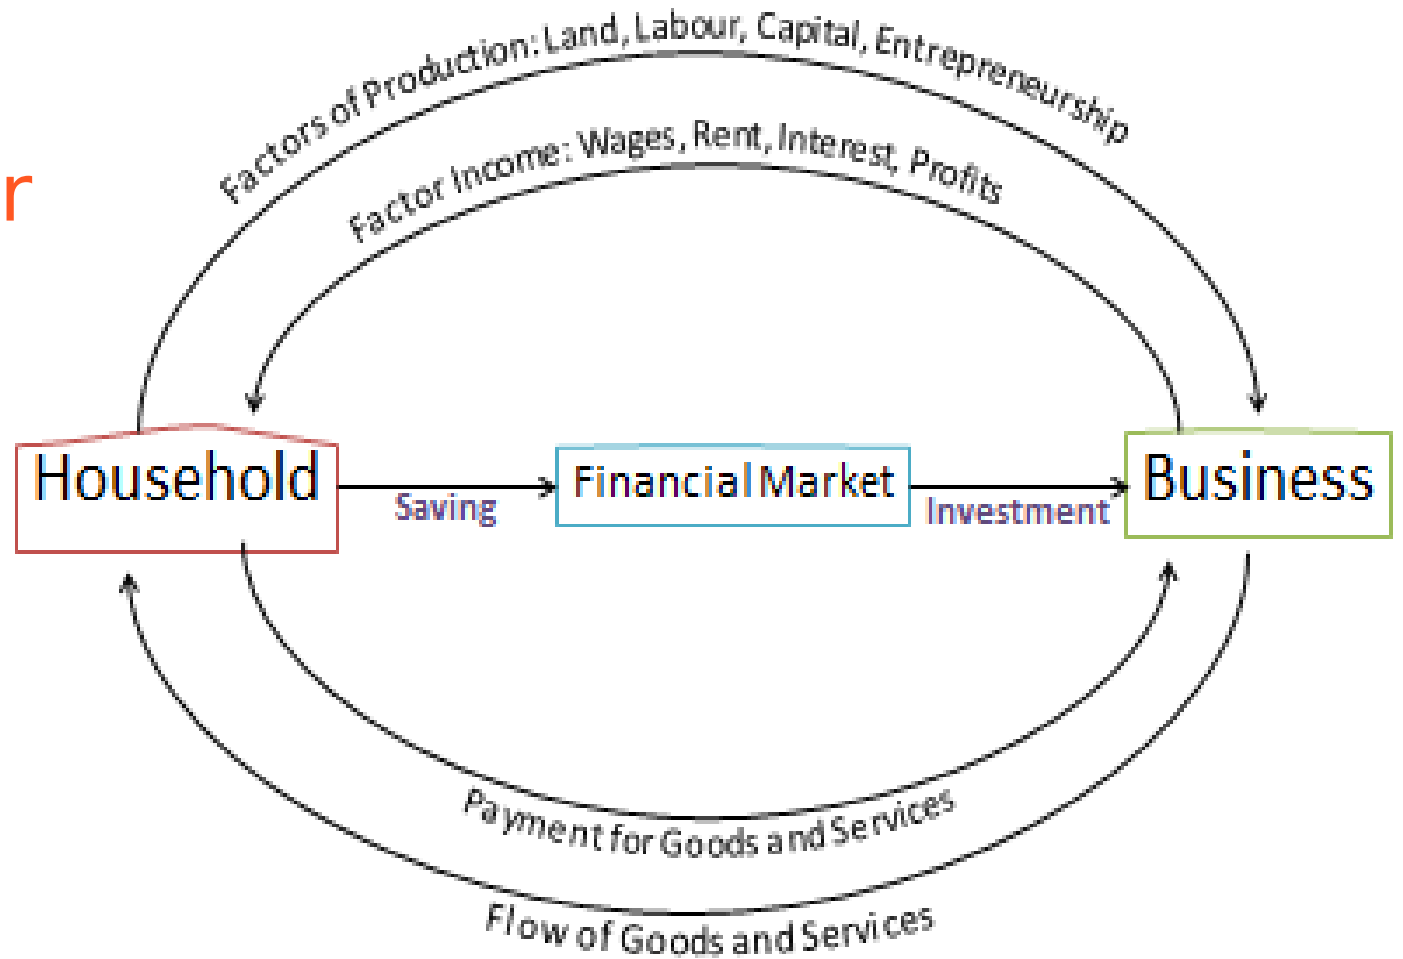 Factors of Production: Land, Labour, Capital, Entrepreneurship
r
Factor Income: Wages, Rent, Interest, Profits
Household
Saving
Financial Market
Investment
Business
Payment for Goods and Services
Flow of Goods and Services